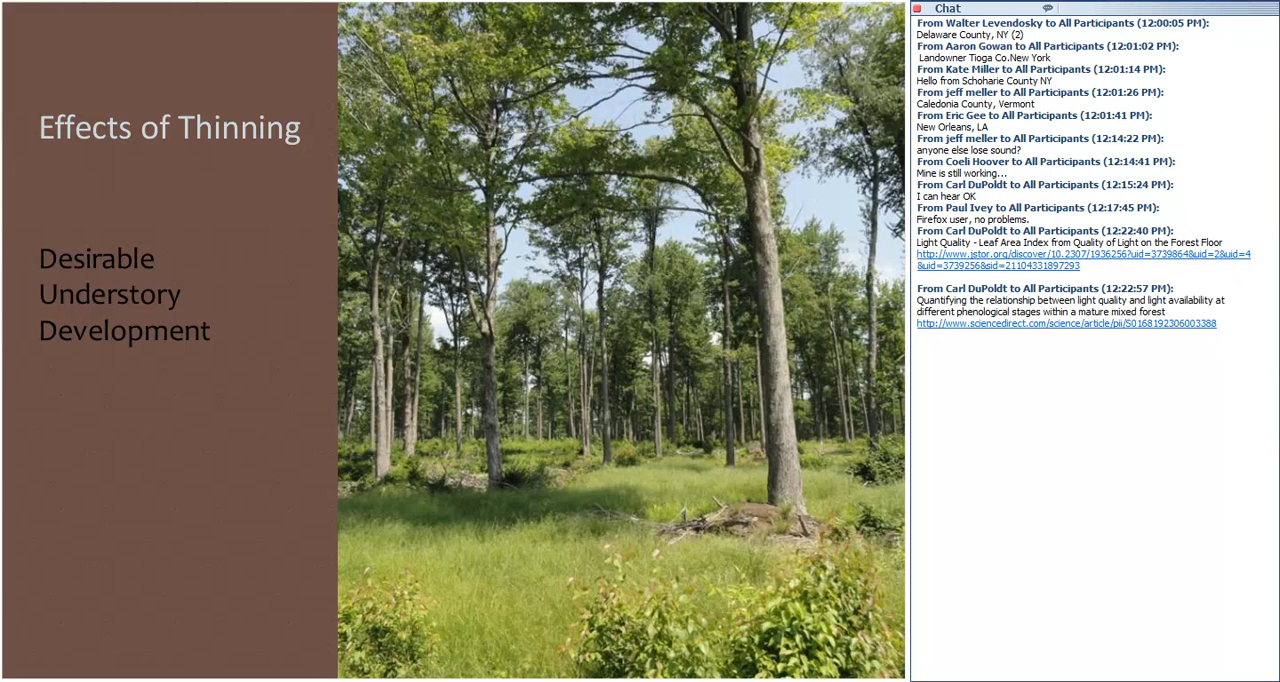 Effects of Thinning
Desirable
Understory
Development
Chat
From Walter Levendosky to All Participants (12:00:05 PM):
Delaware County, NY (2)
From Aaron Gowan to All Participants (12:01:02 PM):
Landowner Tioga Co.New York
From Kate Miller to All Participants (12:01:14 PM):
Hello from Schoharie County NY
From jeff meller to All Participants (12:01:26 PM):
Caledonia County, Vermont
From Eric Gee to All Participants (12:01:41 PM):
New Orleans, LA
From jeff meller to All Participants (12:14:22 PM):
anyone else lose sound?
From Coeli Hoover to All Participants (12:14:41 PM):
Mine is still working...
From Carl DuPoldt to All Participants (12:15:24 PM):
I can hear OK
From Paul Ivey to All Participants (12:17:45 PM):
Firefox user, no problems.
From Carl DuPoldt to All Participants (12:22:40 PM):
Light Quality - Leaf Area Index from Quality of Light on the Forest Floor
http://www.jstor.org/discover/10.2307/1936256?uid=3739864&uid=2&uid=4
&uid=3739256&sid=21104331897293
From Carl DuPoldt to All Participants (12:22:57 PM):
Quantifying the relationship between light quality and light availability at
different phenological stages within a mature mixed forest
http://www.sciencedirect.com/science/article/pii/S0168192306003388